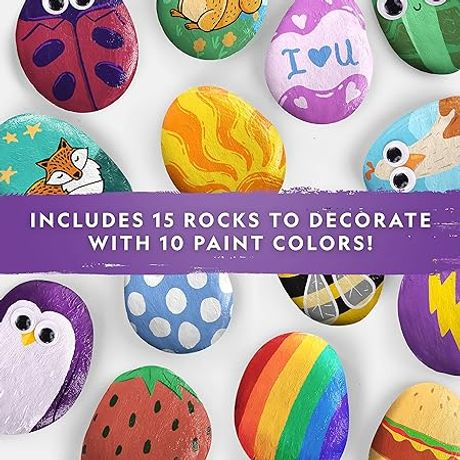 I ♥ U
INCLUDES 15 ROCKS TO DECORATE
WITH 10 PAINT COLORS!